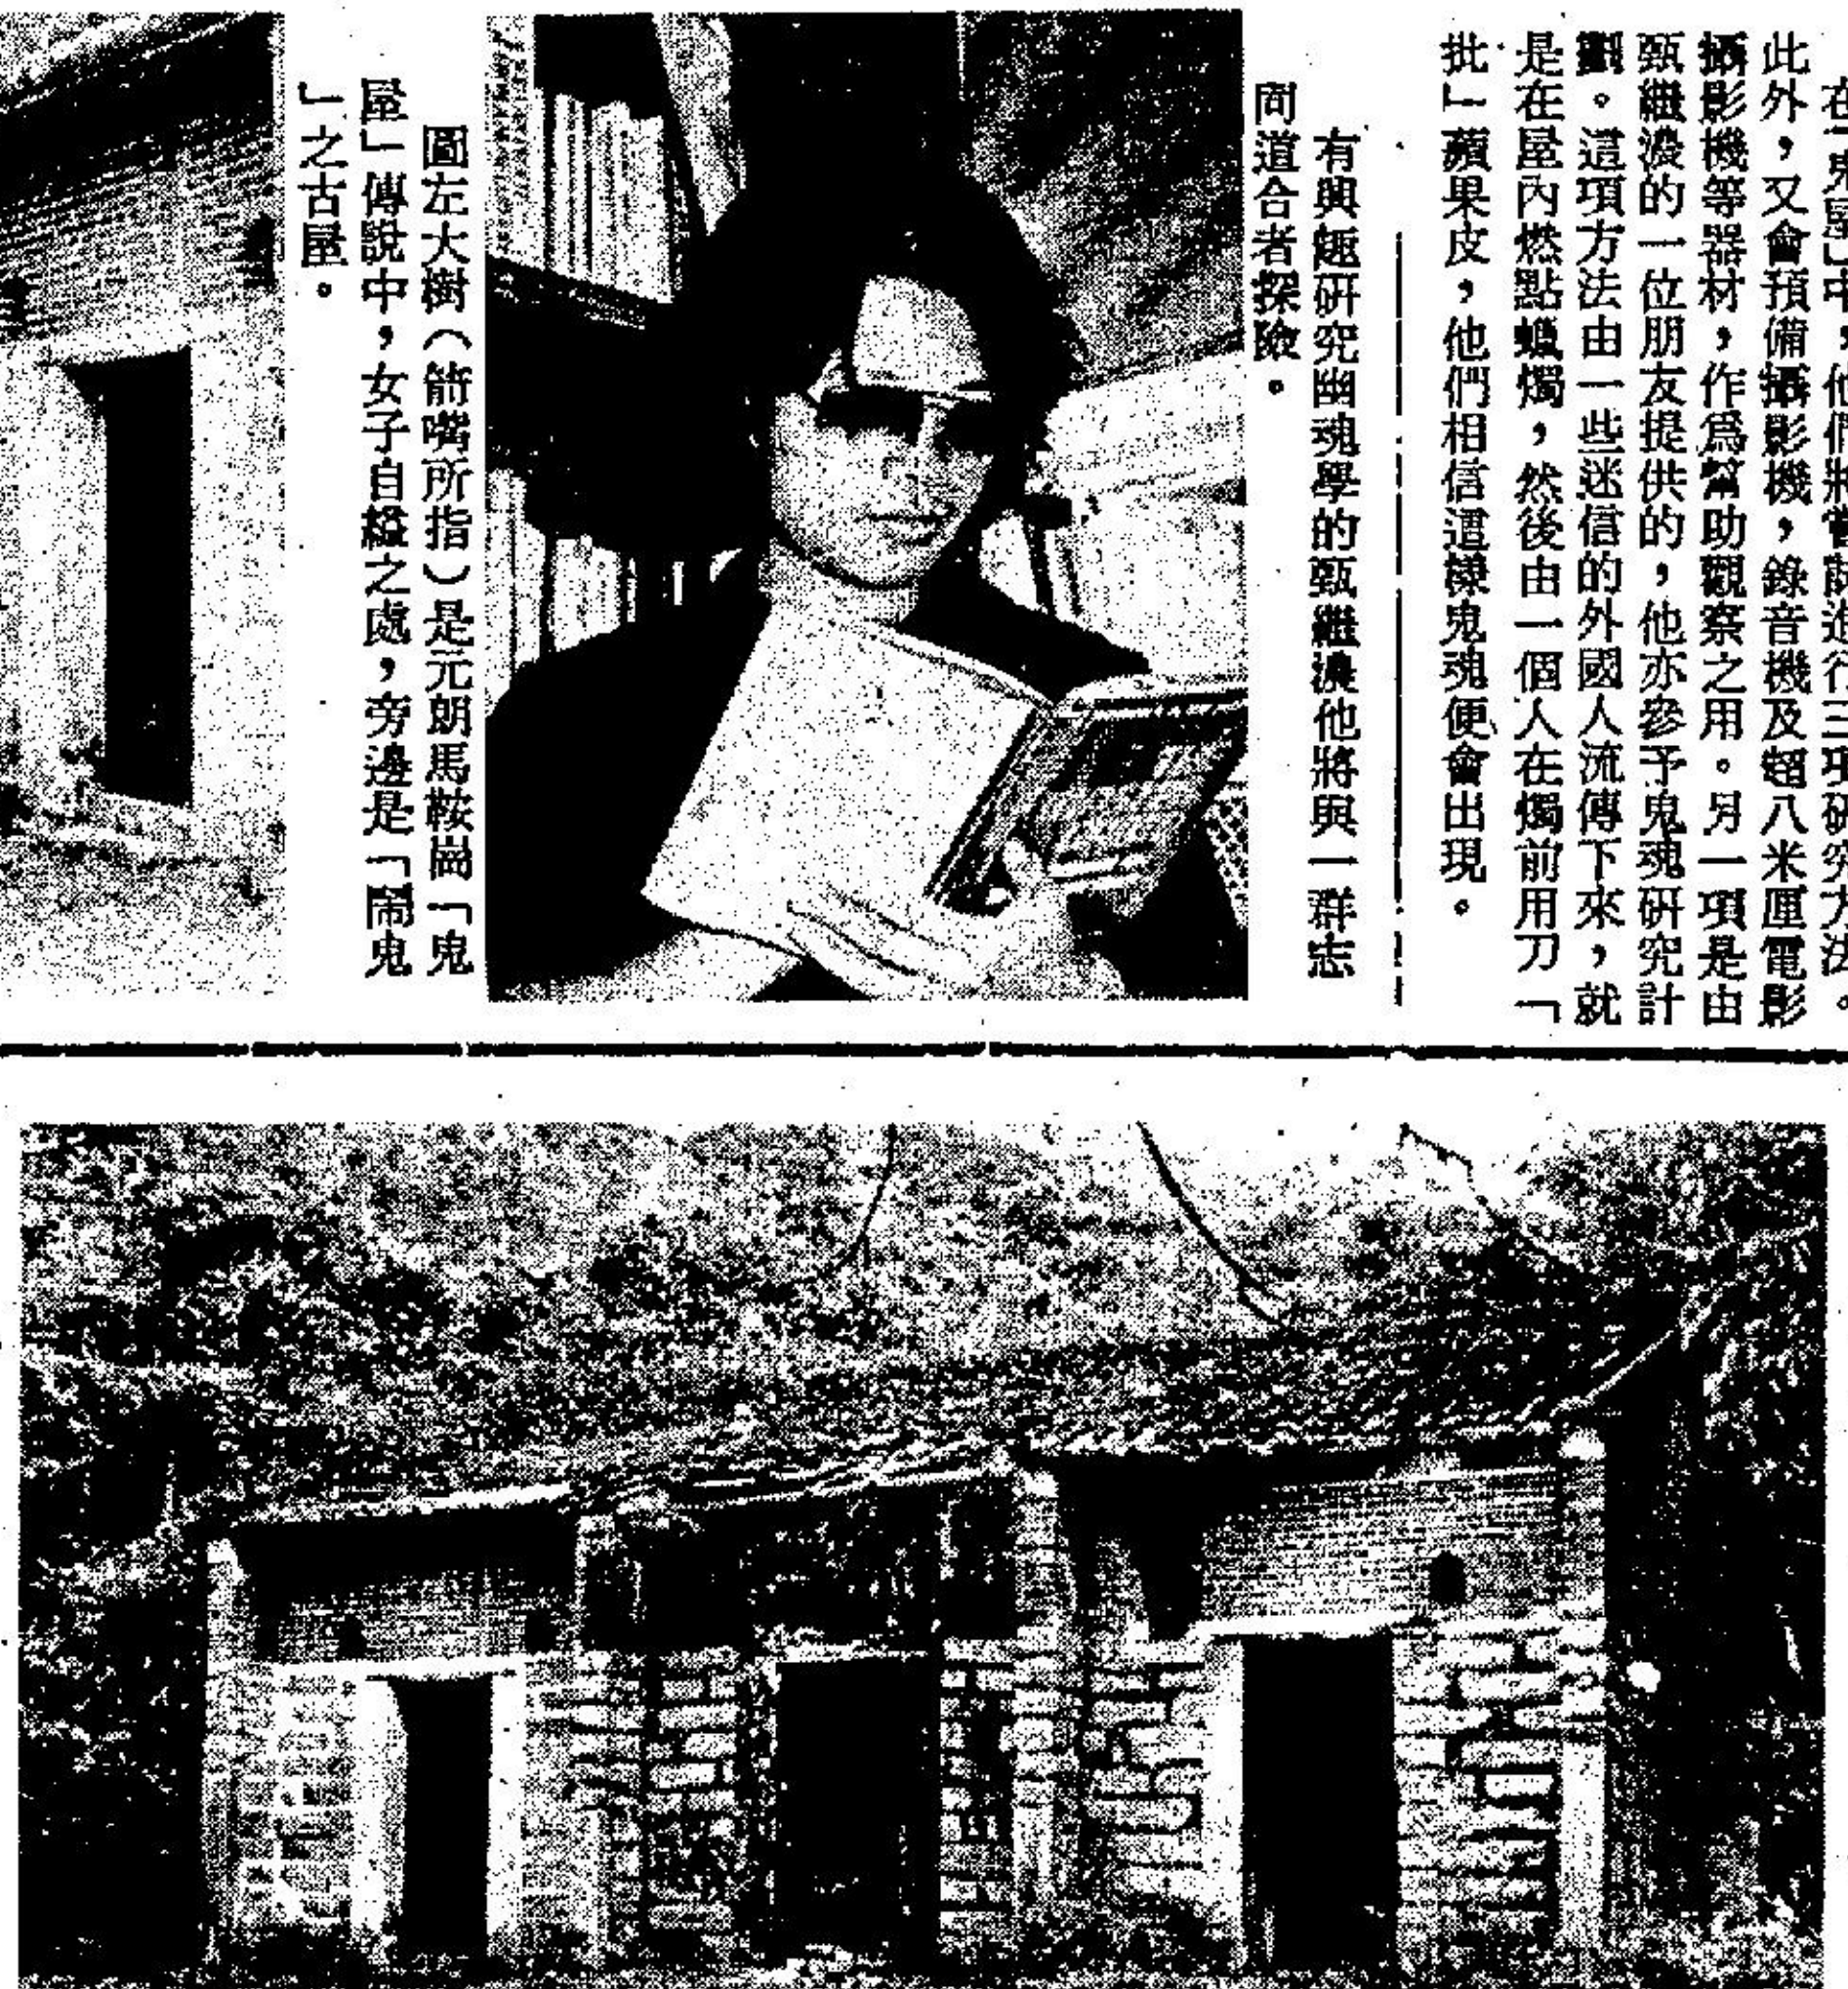 在「鬼屋」中，他們將嘗試進行三項研究方法。
此外，又會預備攝影機，錄音機及超八米厘電影
攝影機等器材，作爲幫助觀察之用。另一項是由
甄繼濃的一位朋友提供的，他亦參予鬼魂研究計
劃。這項方法由一些迷信的外國人流傳下來，就
是在屋內燃點蠟燭，然後由一個人在燭前用刀「
批」蘋果皮，他們相信這樣鬼魂便會出現。
有興趣研究幽魂學的甄繼濃他將與一群志
同道合者探險。
圖左大樹（箭嘴所指）是元朗馬鞍崗「鬼
屋」傳說中，女子自縊之處，旁邊是「鬧鬼
」之古屋。